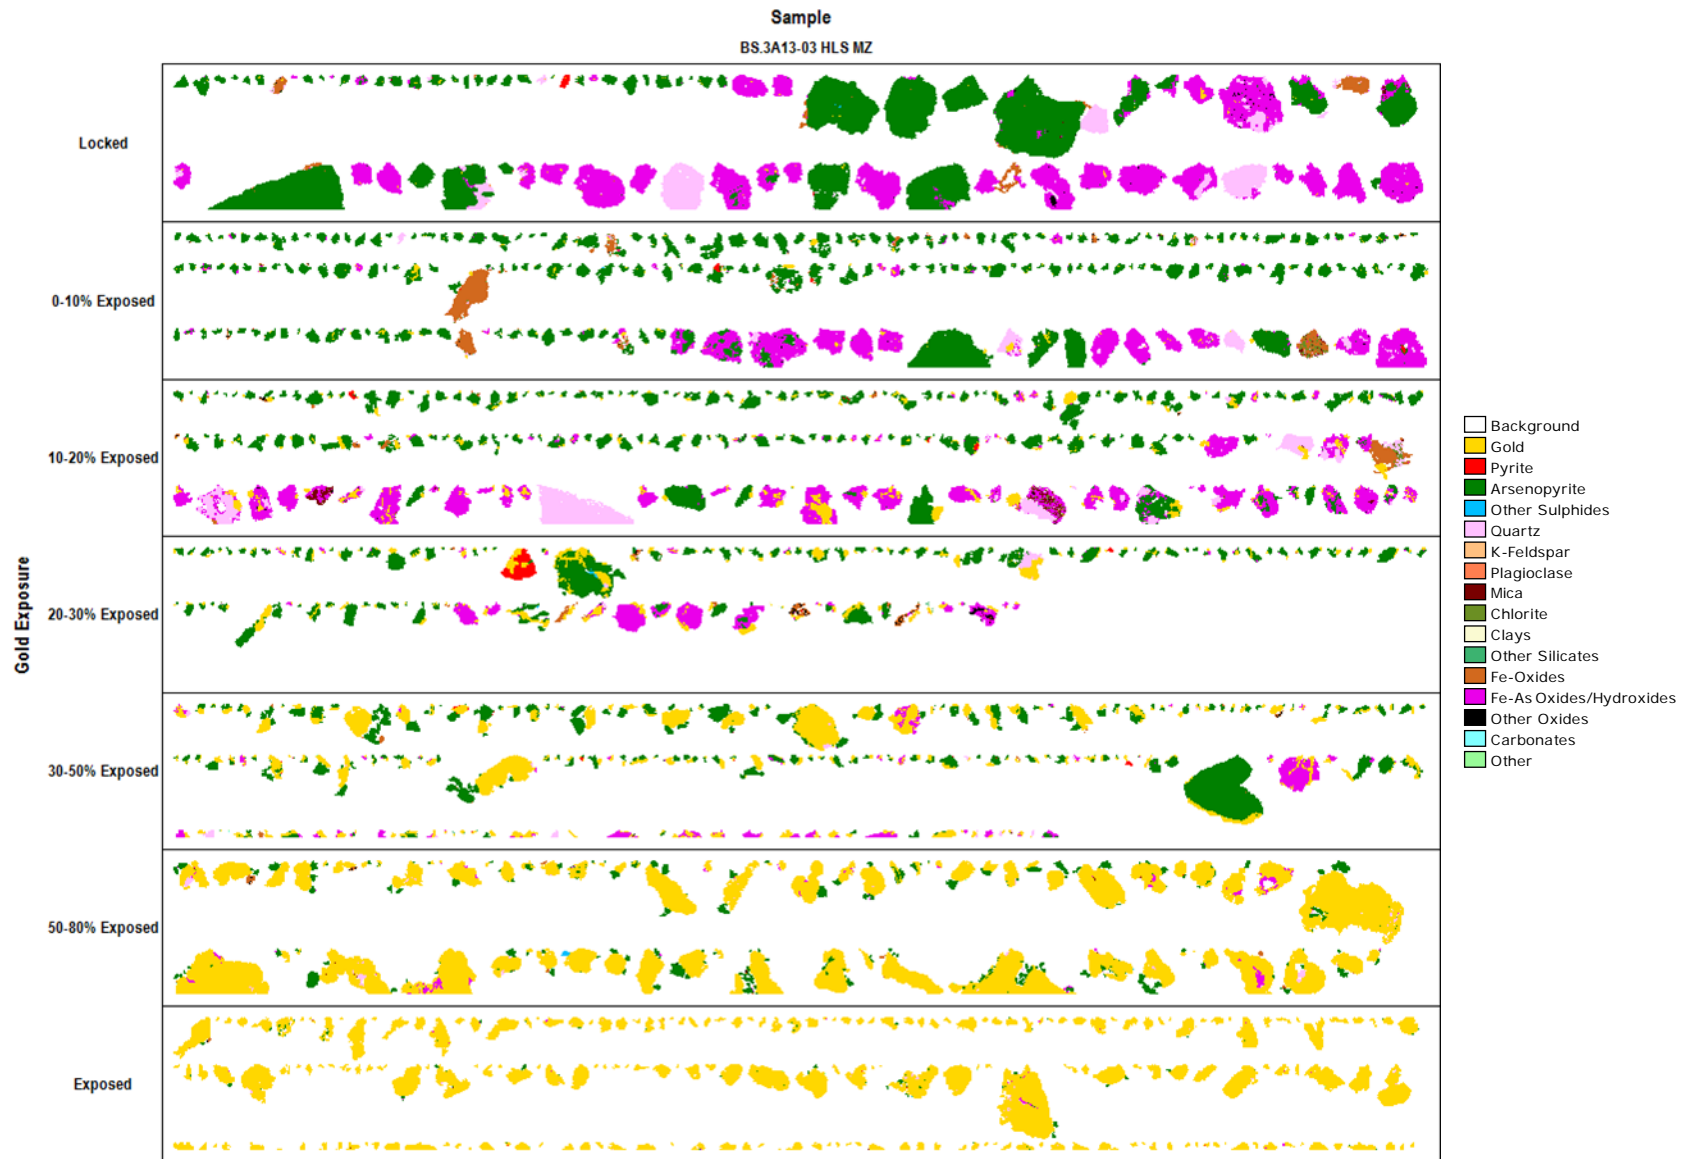 Sample
BS.3A13-03 HLS MZ
Gold Exposure
Locked
0-10% Exposed
10-20% Exposed
20-30% Exposed
30-50% Exposed
50-80% Exposed
Exposed
Background
Gold
Pyrite
Arsenopyrite
Other Sulphides
Quartz
K-Feldspar
Plagioclase
Mica
Chlorite
Clays
Other Silicates
Fe-Oxides
Fe-As Oxides/Hydroxides
Other Oxides
Carbonates
Other